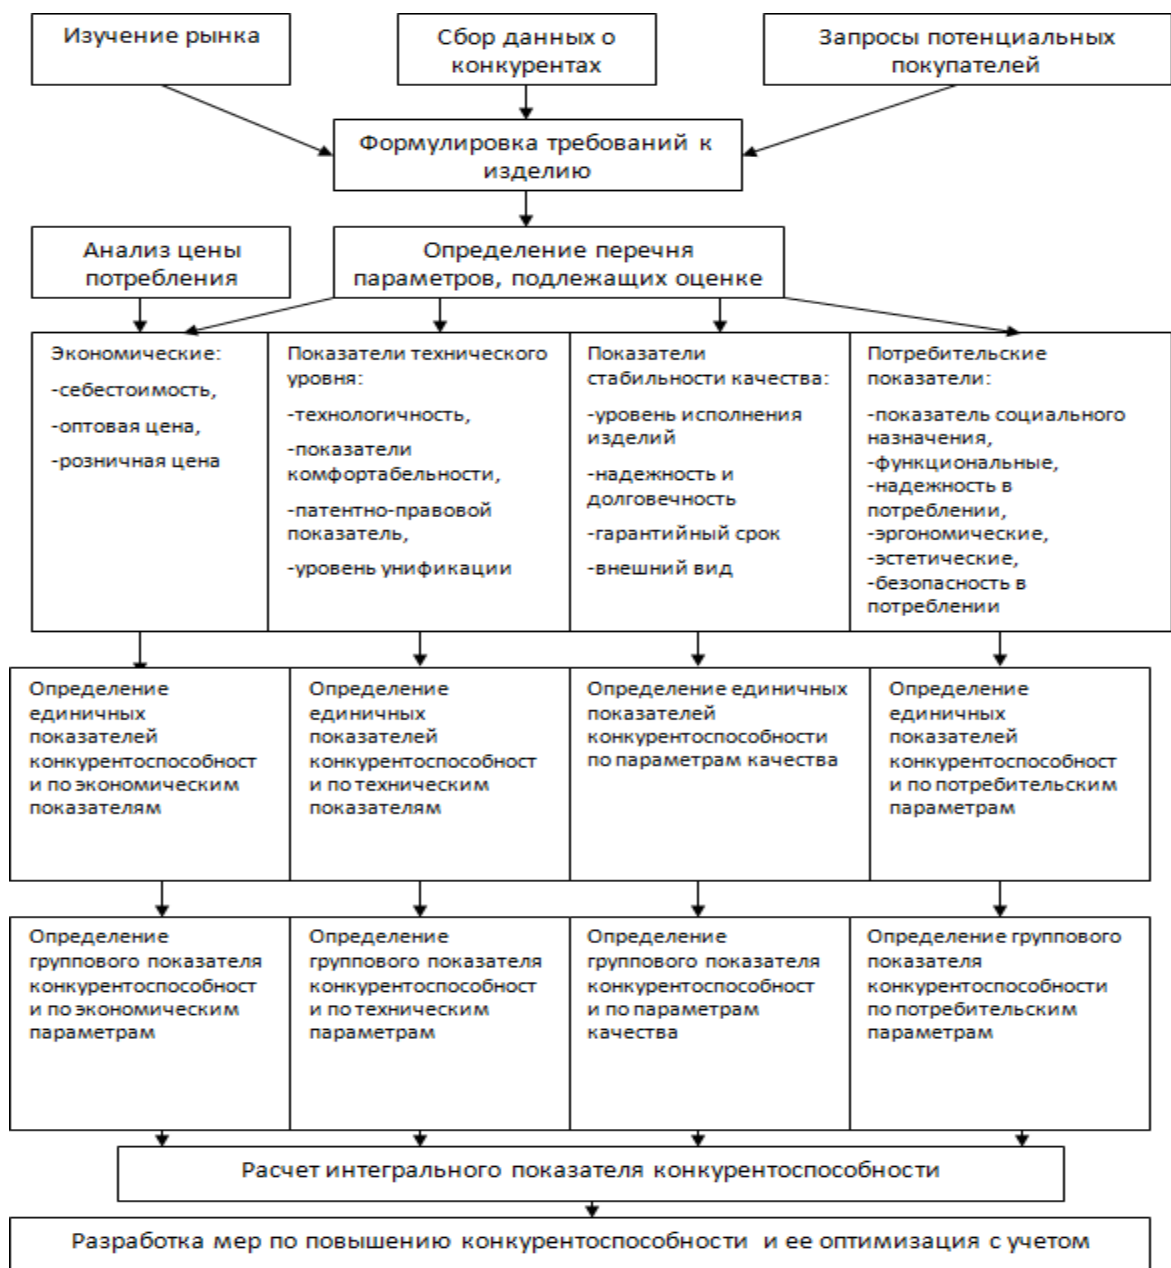 Изучение рынка
Сбор данных о
конкурентах
Запросы потенциальных
покупателей
Формулировка требований к
изделию
Анализ цены
потребления
Определение перечня
параметров, подлежащих оценке
Экономические:
-себестоимость,
-оптовая цена,
-розничная цена
Показатели технического
уровня:
-технологичность,
-показатели
комфортабельности,
-патентно-правовой
показатель,
-уровень унификации
Показатели
стабильности качества:
-уровень исполнения
изделий
-надежность и
долговечность
-гарантийный срок
-внешний вид
Потребительские
показатели:
-показатель социального
назначения,
-функциональные,
-надежность в
потреблении,
-эргономические,
-эстетические,
-безопасность в
потреблении
Определение
единичных
показателей
конкурентоспособност
и по экономическим
показателям
Определение
единичных
показателей
конкурентоспособност
и по техническим
показателям
Определение единичных
показателей
конкурентоспособности
по параметрам качества
Определение
единичных
показателей
конкурентоспособност
и по потребительским
параметрам
Определение
группового показателя
конкурентоспособност
и по экономическим
параметрам
Определение
группового показателя
конкурентоспособност
и по техническим
параметрам
Определение
группового показателя
конкурентоспособност
и по параметрам
качества
Определение группового
показателя
конкурентоспособности
по потребительским
параметрам
Расчет интегрального показателя конкурентоспособности
Разработка мер по повышению конкурентоспособности и ее оптимизация с учетом